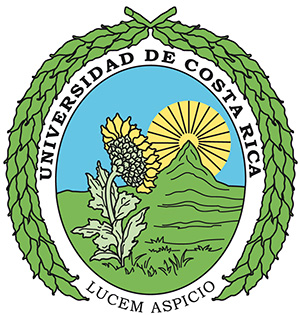 UNIVERSIDAD DE COSTA RICA
LUCEM ASPICIO